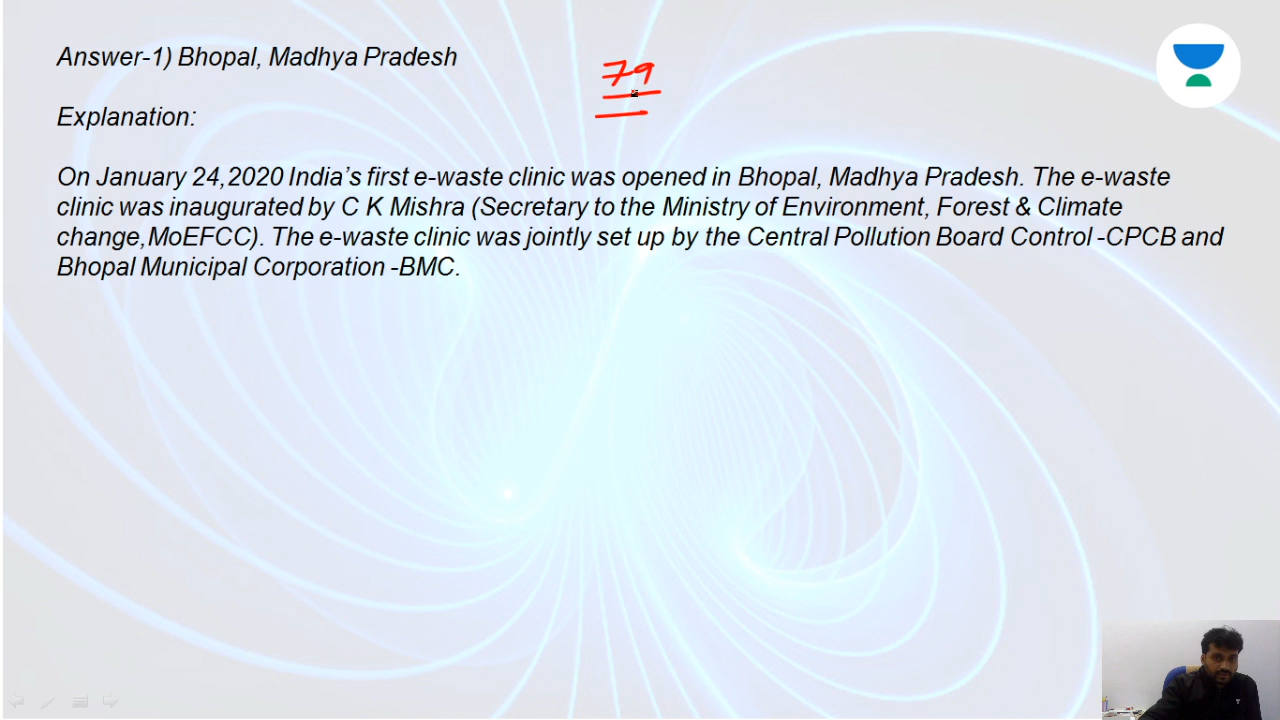 Answer-1) Bhopal, Madhya Pradesh
79
Explanation:
On January 24,2020 India's first e-waste clinic was opened in Bhopal, Madhya Pradesh. The e-waste
clinic was inaugurated by C K Mishra (Secretary to the Ministry of Environment, Forest & Climate
change,MoEFCC). The e-waste clinic was jointly set up by the Central Pollution Board Control -CPCB and
Bhopal Municipal Corporation -BMC.